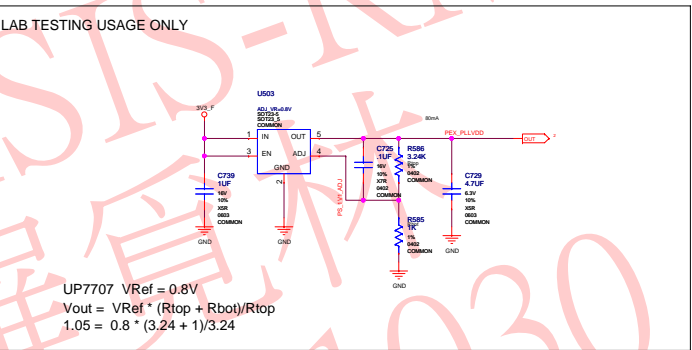 LAB TESTING USAGE ONLY
U503
ADJ_VR=0.8V
SOT23-5
SOT23_5
COMMON
3V3_F
80mA
1 IN OUT 5
PEX_PLLVDD
OUT
2
3 EN ADJ 4
GND
2
C739
1UF
16V
10%
X5R
0603
COMMON
GND
GND
C725
.1UF
16V
10%
X7R
0402
COMMON
R586
3.24K
Rtop
1%
0402
COMMON
PS_1V1_ADJ
C729
4.7UF
6.3V
10%
X5R
0603
COMMON
GND
R585
1K
1%
0402
COMMON
GND
UP7707 VRef = 0.8V
Vout = VRef * (Rtop + Rbot)/Rtop
1.05 = 0.8 * (3.24 + 1)/3.24